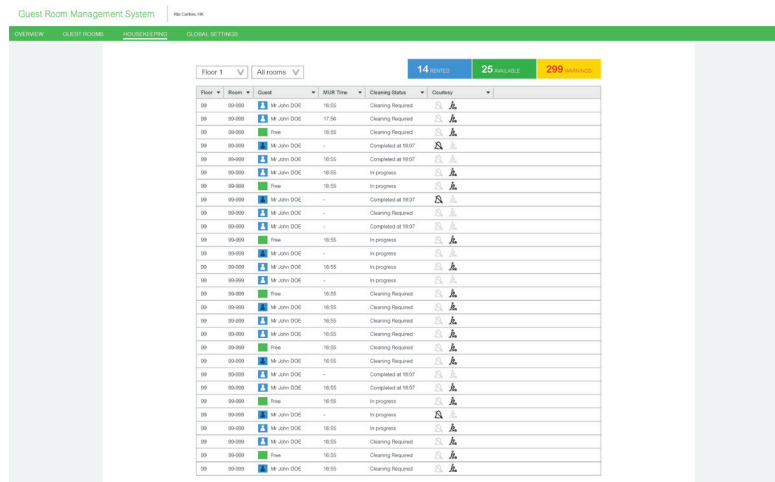 Guest Room Management System
Ritz Carlton, HK
OVERVIEW GUEST ROOMS HOUSEKEEPING GLOBAL SETTINGS
Floor 1 All rooms 14 RENTED 25 AVAILABLE 299 WARNINGS
Floor Room Guest MUR Time Cleaning Status Courtesy
99 99-999 Mr John DOE 16:55 Cleaning Required
99 99-999 Mr John DOE 17:56 Cleaning Required
99 99-999 Free 16:55 Cleaning Required
99 99-999 Mr John DOE - Completed at 16:07
99 99-999 Mr John DOE 16:55 Completed at 16:07
99 99-999 Mr John DOE 16:55 In progress
99 99-999 Free 16:55 In progress
99 99-999 Mr John DOE - Completed at 16:07
99 99-999 Mr John DOE - Cleaning Required
99 99-999 Mr John DOE - Completed at 16:07
99 99-999 Free 16:55 In progress
99 99-999 Mr John DOE - In progress
99 99-999 Mr John DOE 16:55 In progress
99 99-999 Mr John DOE - In progress
99 99-999 Free 16:55 Cleaning Required
99 99-999 Mr John DOE 16:55 Cleaning Required
99 99-999 Mr John DOE 16:55 Cleaning Required
99 99-999 Mr John DOE 16:55 Cleaning Required
99 99-999 Free 16:55 Cleaning Required
99 99-999 Mr John DOE 16:55 Cleaning Required
99 99-999 Mr John DOE - Completed at 16:07
99 99-999 Mr John DOE 16:55 Completed at 16:07
99 99-999 Free 16:55 In progress
99 99-999 Mr John DOE - In progress
99 99-999 Mr John DOE 16:55 In progress
99 99-999 Mr John DOE 16:55 Cleaning Required
99 99-999 Free 16:55 Cleaning Required
99 99-999 Mr John DOE 16:55 Cleaning Required